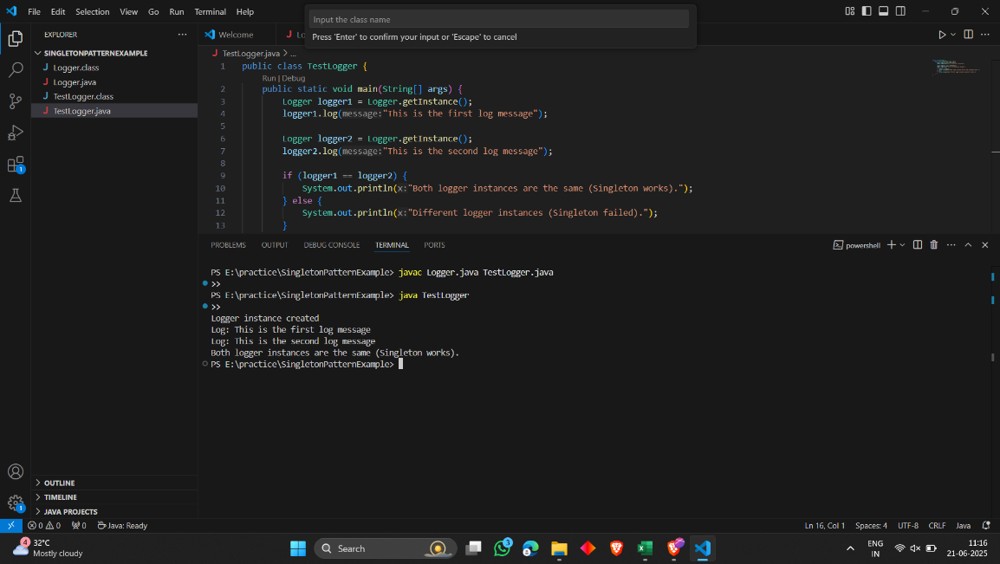 File Edit Selection View Go Run Terminal Help
Input the class name
Press 'Enter' to confirm your input or 'Escape' to cancel
EXPLORER
SINGLETONPATTERNEXAMPLE
J Logger.class
J Logger.java
J TestLogger.class
J TestLogger.java
OUTLINE
TIMELINE
JAVA PROJECTS
1
1
Welcome
J Lo
J TestLogger.java > ...
1 public class TestLogger {
Run | Debug
2 public static void main(String[] args) {
3 Logger logger1 = Logger.getInstance();
4 logger1.log(message:"This is the first log message");
5
6 Logger logger2 = Logger.getInstance();
7 logger2.log(message:"This is the second log message");
8
9 if (logger1 == logger2) {
10 System.out.println(x:"Both logger instances are the same (Singleton works).");
11 } else {
12 System.out.println(x:"Different logger instances (Singleton failed).");
13 }
PROBLEMS OUTPUT DEBUG CONSOLE TERMINAL PORTS
powershell
PS E:\practice\SingletonPatternExample> javac Logger.java TestLogger.java
>>
PS E:\practice\SingletonPatternExample> java TestLogger
>>
Logger instance created
Log: This is the first log message
Log: This is the second log message
Both logger instances are the same (Singleton works).
PS E:\practice\SingletonPatternExample>
0 0 0 Java: Ready
Ln 16, Col 1 Spaces: 4 UTF-8 CRLF Java
4
32°C
Mostly cloudy
Search
3
ENG
IN
11:16
21-06-2025